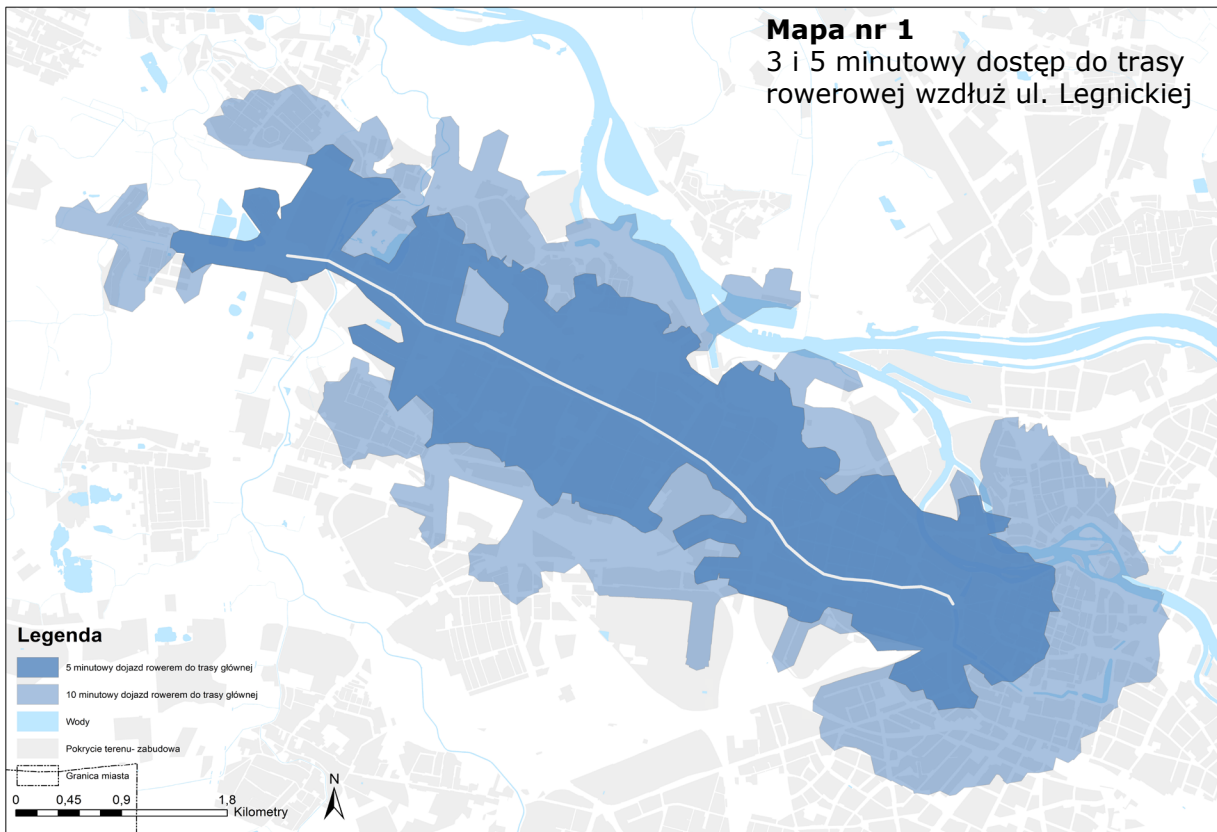 Mapa nr 1
3 i 5 minutowy dostęp do trasy
rowerowej wzdłuż ul. Legnickiej
Legenda
5 minutowy dojazd rowerem do trasy głównej
10 minutowy dojazd rowerem do trasy głównej
Wody
Pokrycie terenu- zabudowa
Granica miasta
N
0 0,45 0,9 1,8
Kilometry